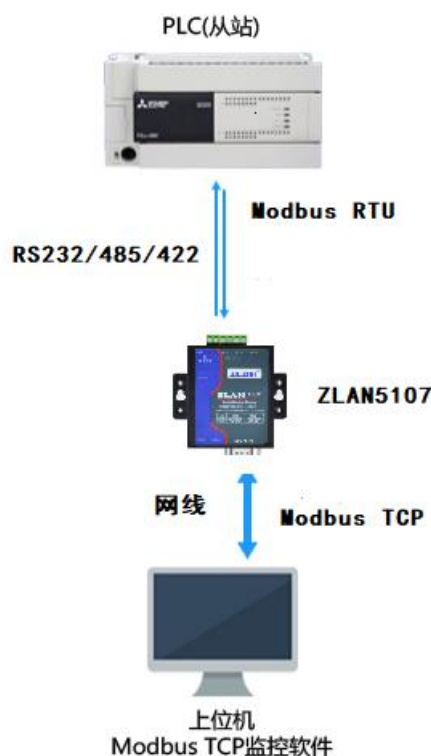 PLC(从站)
Modbus RTU
RS232/485/422
ZLAN5107
网线
Modbus TCP
上位机
Modbus TCP监控软件